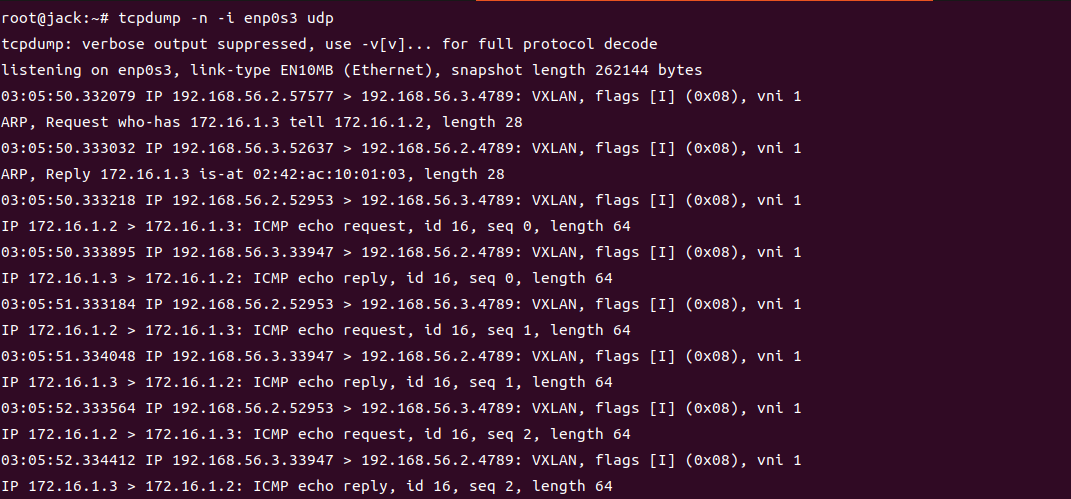 root@jack:~# tcpdump -n -i enp0s3 udp
tcpdump: verbose output suppressed, use -v[v]... for full protocol decode
listening on enp0s3, link-type EN10MB (Ethernet), snapshot length 262144 bytes
03:05:50.332079 IP 192.168.56.2.57577 > 192.168.56.3.4789: VXLAN, flags [I] (0x08), vni 1
ARP, Request who-has 172.16.1.3 tell 172.16.1.2, length 28
03:05:50.333032 IP 192.168.56.3.52637 > 192.168.56.2.4789: VXLAN, flags [I] (0x08), vni 1
ARP, Reply 172.16.1.3 is-at 02:42:ac:10:01:03, length 28
03:05:50.333218 IP 192.168.56.2.52953 > 192.168.56.3.4789: VXLAN, flags [I] (0x08), vni 1
IP 172.16.1.2 > 172.16.1.3: ICMP echo request, id 16, seq 0, length 64
03:05:50.333895 IP 192.168.56.3.33947 > 192.168.56.2.4789: VXLAN, flags [I] (0x08), vni 1
IP 172.16.1.3 > 172.16.1.2: ICMP echo reply, id 16, seq 0, length 64
03:05:51.333184 IP 192.168.56.2.52953 > 192.168.56.3.4789: VXLAN, flags [I] (0x08), vni 1
IP 172.16.1.2 > 172.16.1.3: ICMP echo request, id 16, seq 1, length 64
03:05:51.334048 IP 192.168.56.3.33947 > 192.168.56.2.4789: VXLAN, flags [I] (0x08), vni 1
IP 172.16.1.3 > 172.16.1.2: ICMP echo reply, id 16, seq 1, length 64
03:05:52.333564 IP 192.168.56.2.52953 > 192.168.56.3.4789: VXLAN, flags [I] (0x08), vni 1
IP 172.16.1.2 > 172.16.1.3: ICMP echo request, id 16, seq 2, length 64
03:05:52.334412 IP 192.168.56.3.33947 > 192.168.56.2.4789: VXLAN, flags [I] (0x08), vni 1
IP 172.16.1.3 > 172.16.1.2: ICMP echo reply, id 16, seq 2, length 64